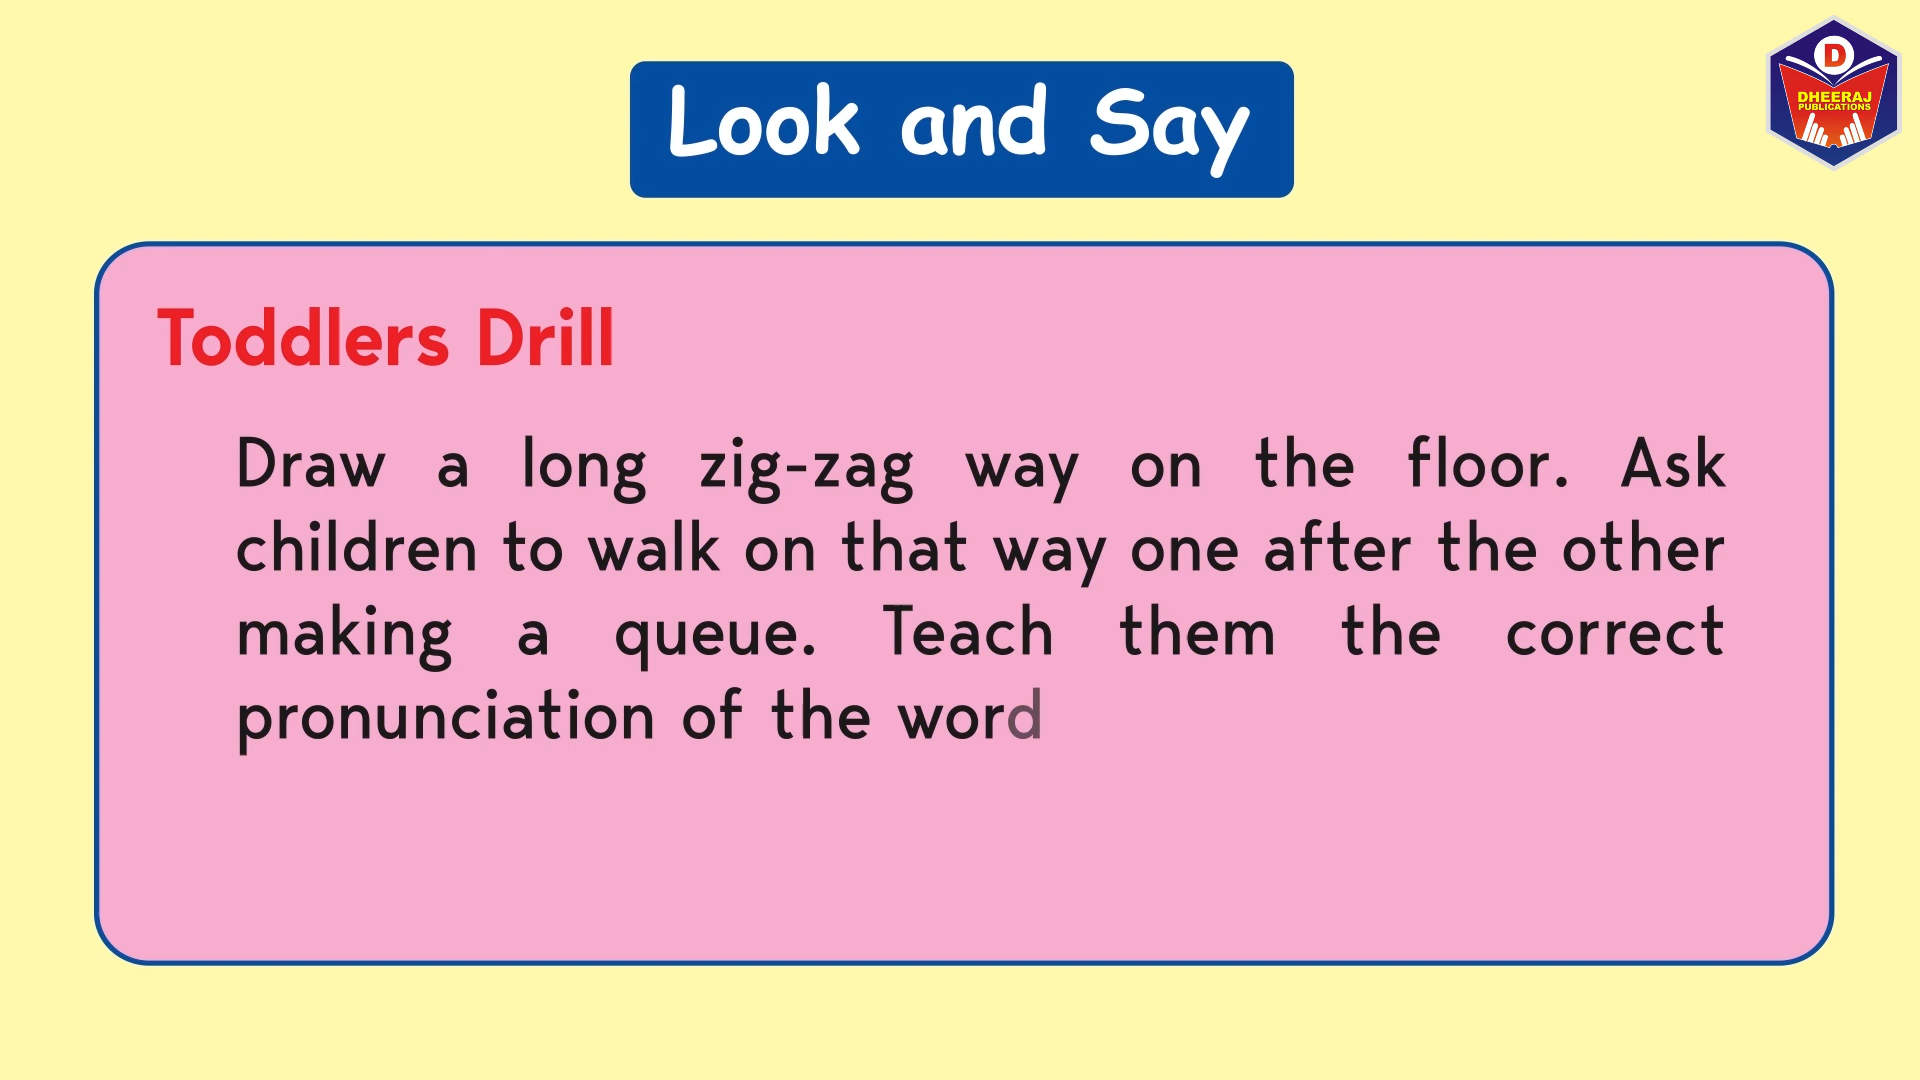 Look and Say
D
DHEERAJ
PUBLICATIONS
Toddlers Drill
Draw a long zig-zag way on the floor. Ask
children to walk on that way one after the other
making a queue. Teach them the correct
pronunciation of the word